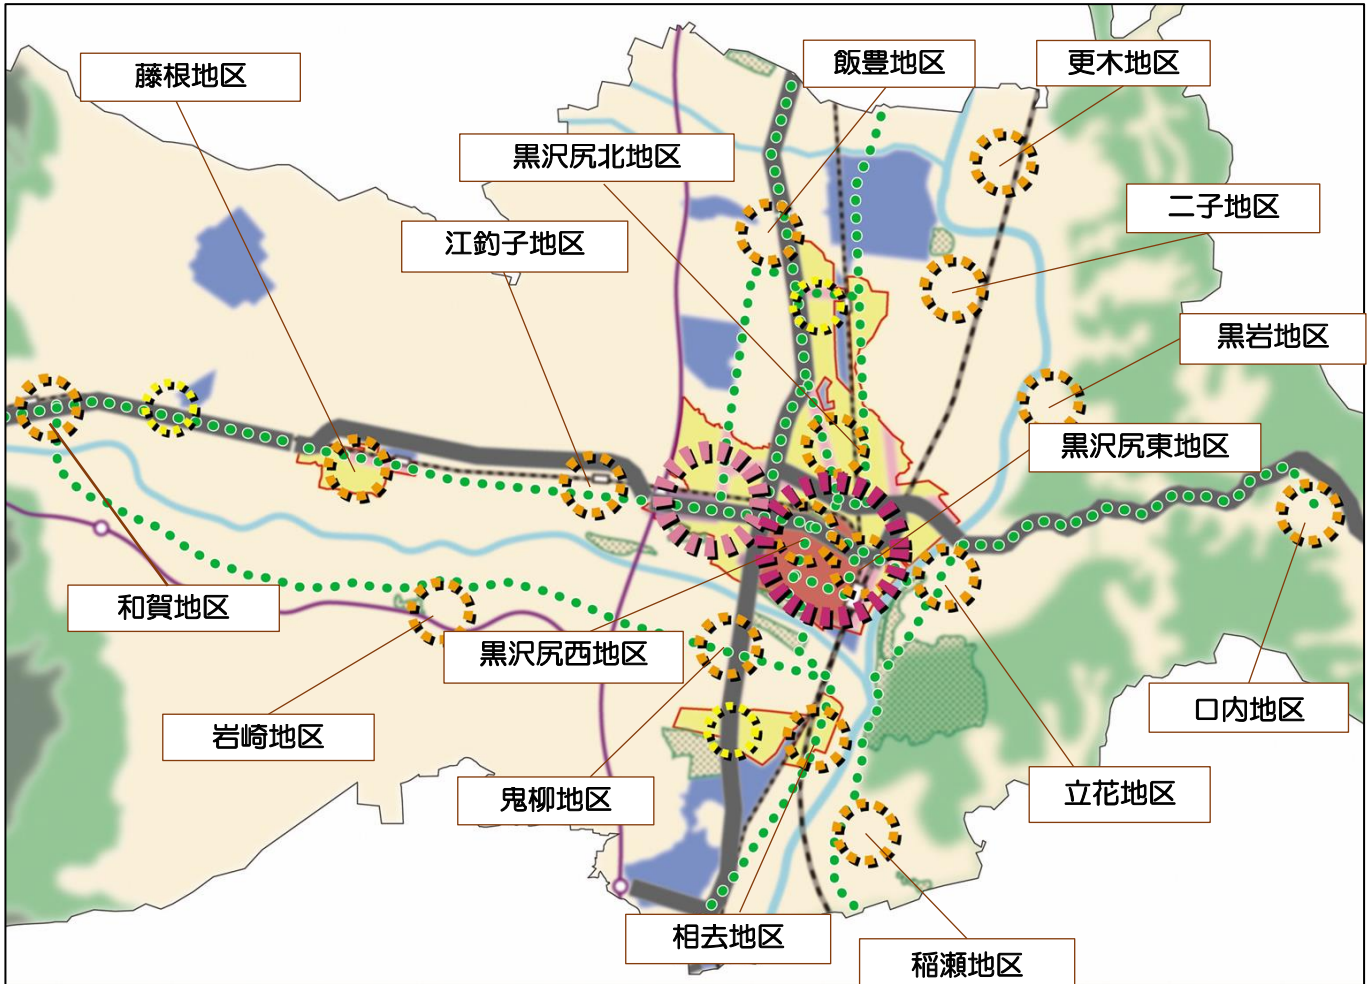 飯豊地区
更木地区
藤根地区
黒沢尻北地区
二子地区
江釣子地区
黒岩地区
黒沢尻東地区
和賀地区
黒沢尻西地区
口内地区
岩崎地区
鬼柳地区
立花地区
相去地区
稲瀬地区